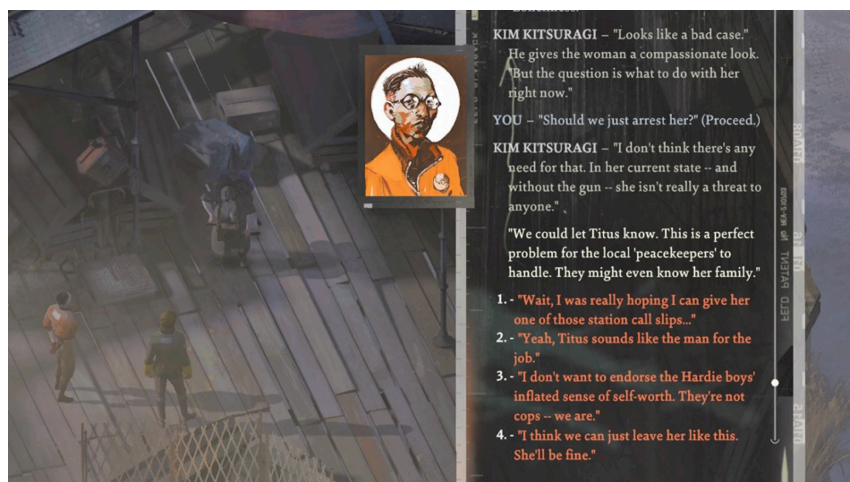 KIM KITSURAGI – "Looks like a bad case."
He gives the woman a compassionate look.
"But the question is what to do with her
right now."
YOU – "Should we just arrest her?" (Proceed.)
KIM KITSURAGI – "I don't think there's any
need for that. In her current state -- and
without the gun -- she isn't really a threat to
anyone."
"We could let Titus know. This is a perfect
problem for the local 'peacekeepers' to
handle. They might even know her family."
1. - "Wait, I was really hoping I can give her
one of those station call slips..."
2. - "Yeah, Titus sounds like the man for the
job."
3. - "I don't want to endorse the Hardie boys'
inflated sense of self-worth. They're not
cops -- we are."
4. - "I think we can just leave her like this.
She'll be fine."
FELD PATENT